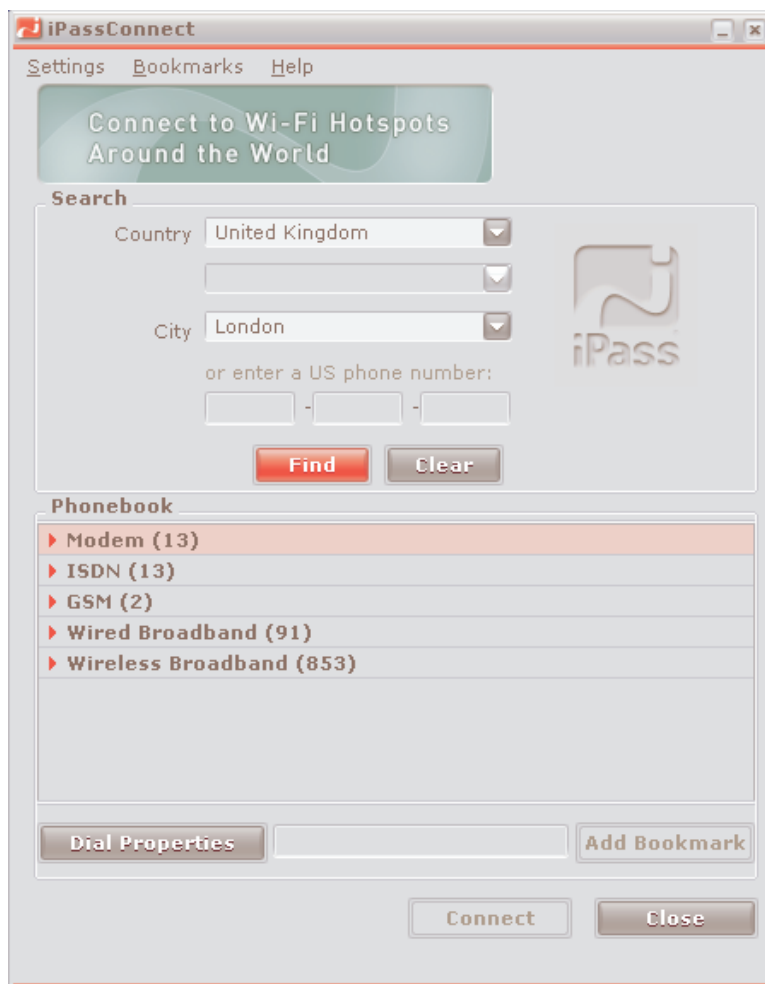 iPassConnect
Settings Bookmarks Help
Connect to Wi-Fi Hotspots
Around the World
Search
Country United Kingdom
City London
or enter a US phone number:
- -
Find Clear
iPass
Phonebook
Modem (13)
ISDN (13)
GSM (2)
Wired Broadband (91)
Wireless Broadband (853)
Dial Properties Add Bookmark
Connect Close